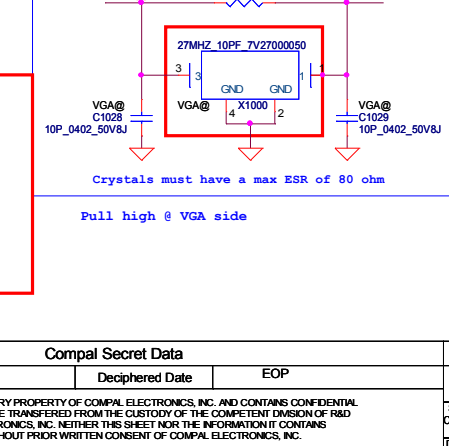 27MHZ_10PF_7V27000050
3
3
1
1
GND
GND
VGA@
X1000
4
2
VGA@
C1028
10P_0402_50V8J
VGA@
C1029
10P_0402_50V8J
Crystals must have a max ESR of 80 ohm
Pull high @ VGA side
Compal Secret Data
Deciphered Date
EOP
RY PROPERTY OF COMPAL ELECTRONICS, INC. AND CONTAINS CONFIDENTIAL
E TRANSFERED FROM THE CUSTODY OF THE COMPETENT DIVISION OF R&D
RONICS, INC. NEITHER THIS SHEET NOR THE INFORMATION IT CONTAINS
HOUT PRIOR WRITTEN CONSENT OF COMPAL ELECTRONICS, INC.